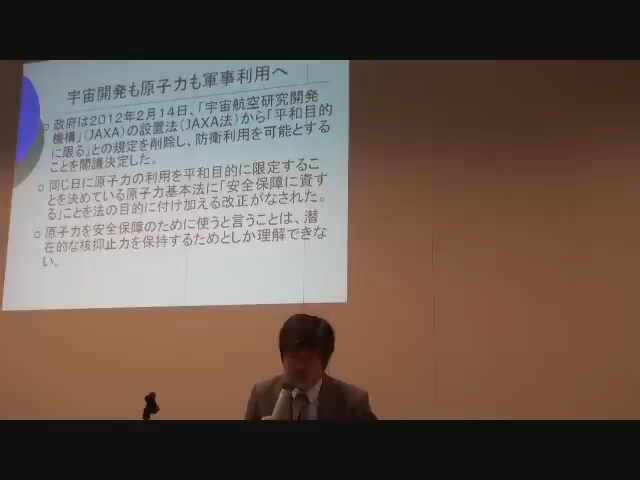 宇宙開発も原子力も軍事利用へ
○ 政府は2012年2月14日、「宇宙航空研究開発
機構」(JAXA)の設置法(JAXA法)から「平和目的
に限る」との規定を削除し、防衛利用を可能とする
ことを閣議決定した。
○ 同じ日に原子力の利用を平和目的に限定するこ
とを決めている原子力基本法に「安全保障に資す
る」ことを法の目的に付け加える改正がなされた。
○ 原子力を安全保障のために使うと言うことは、潜
在的な核抑止力を保持するためとしか理解できな
い。